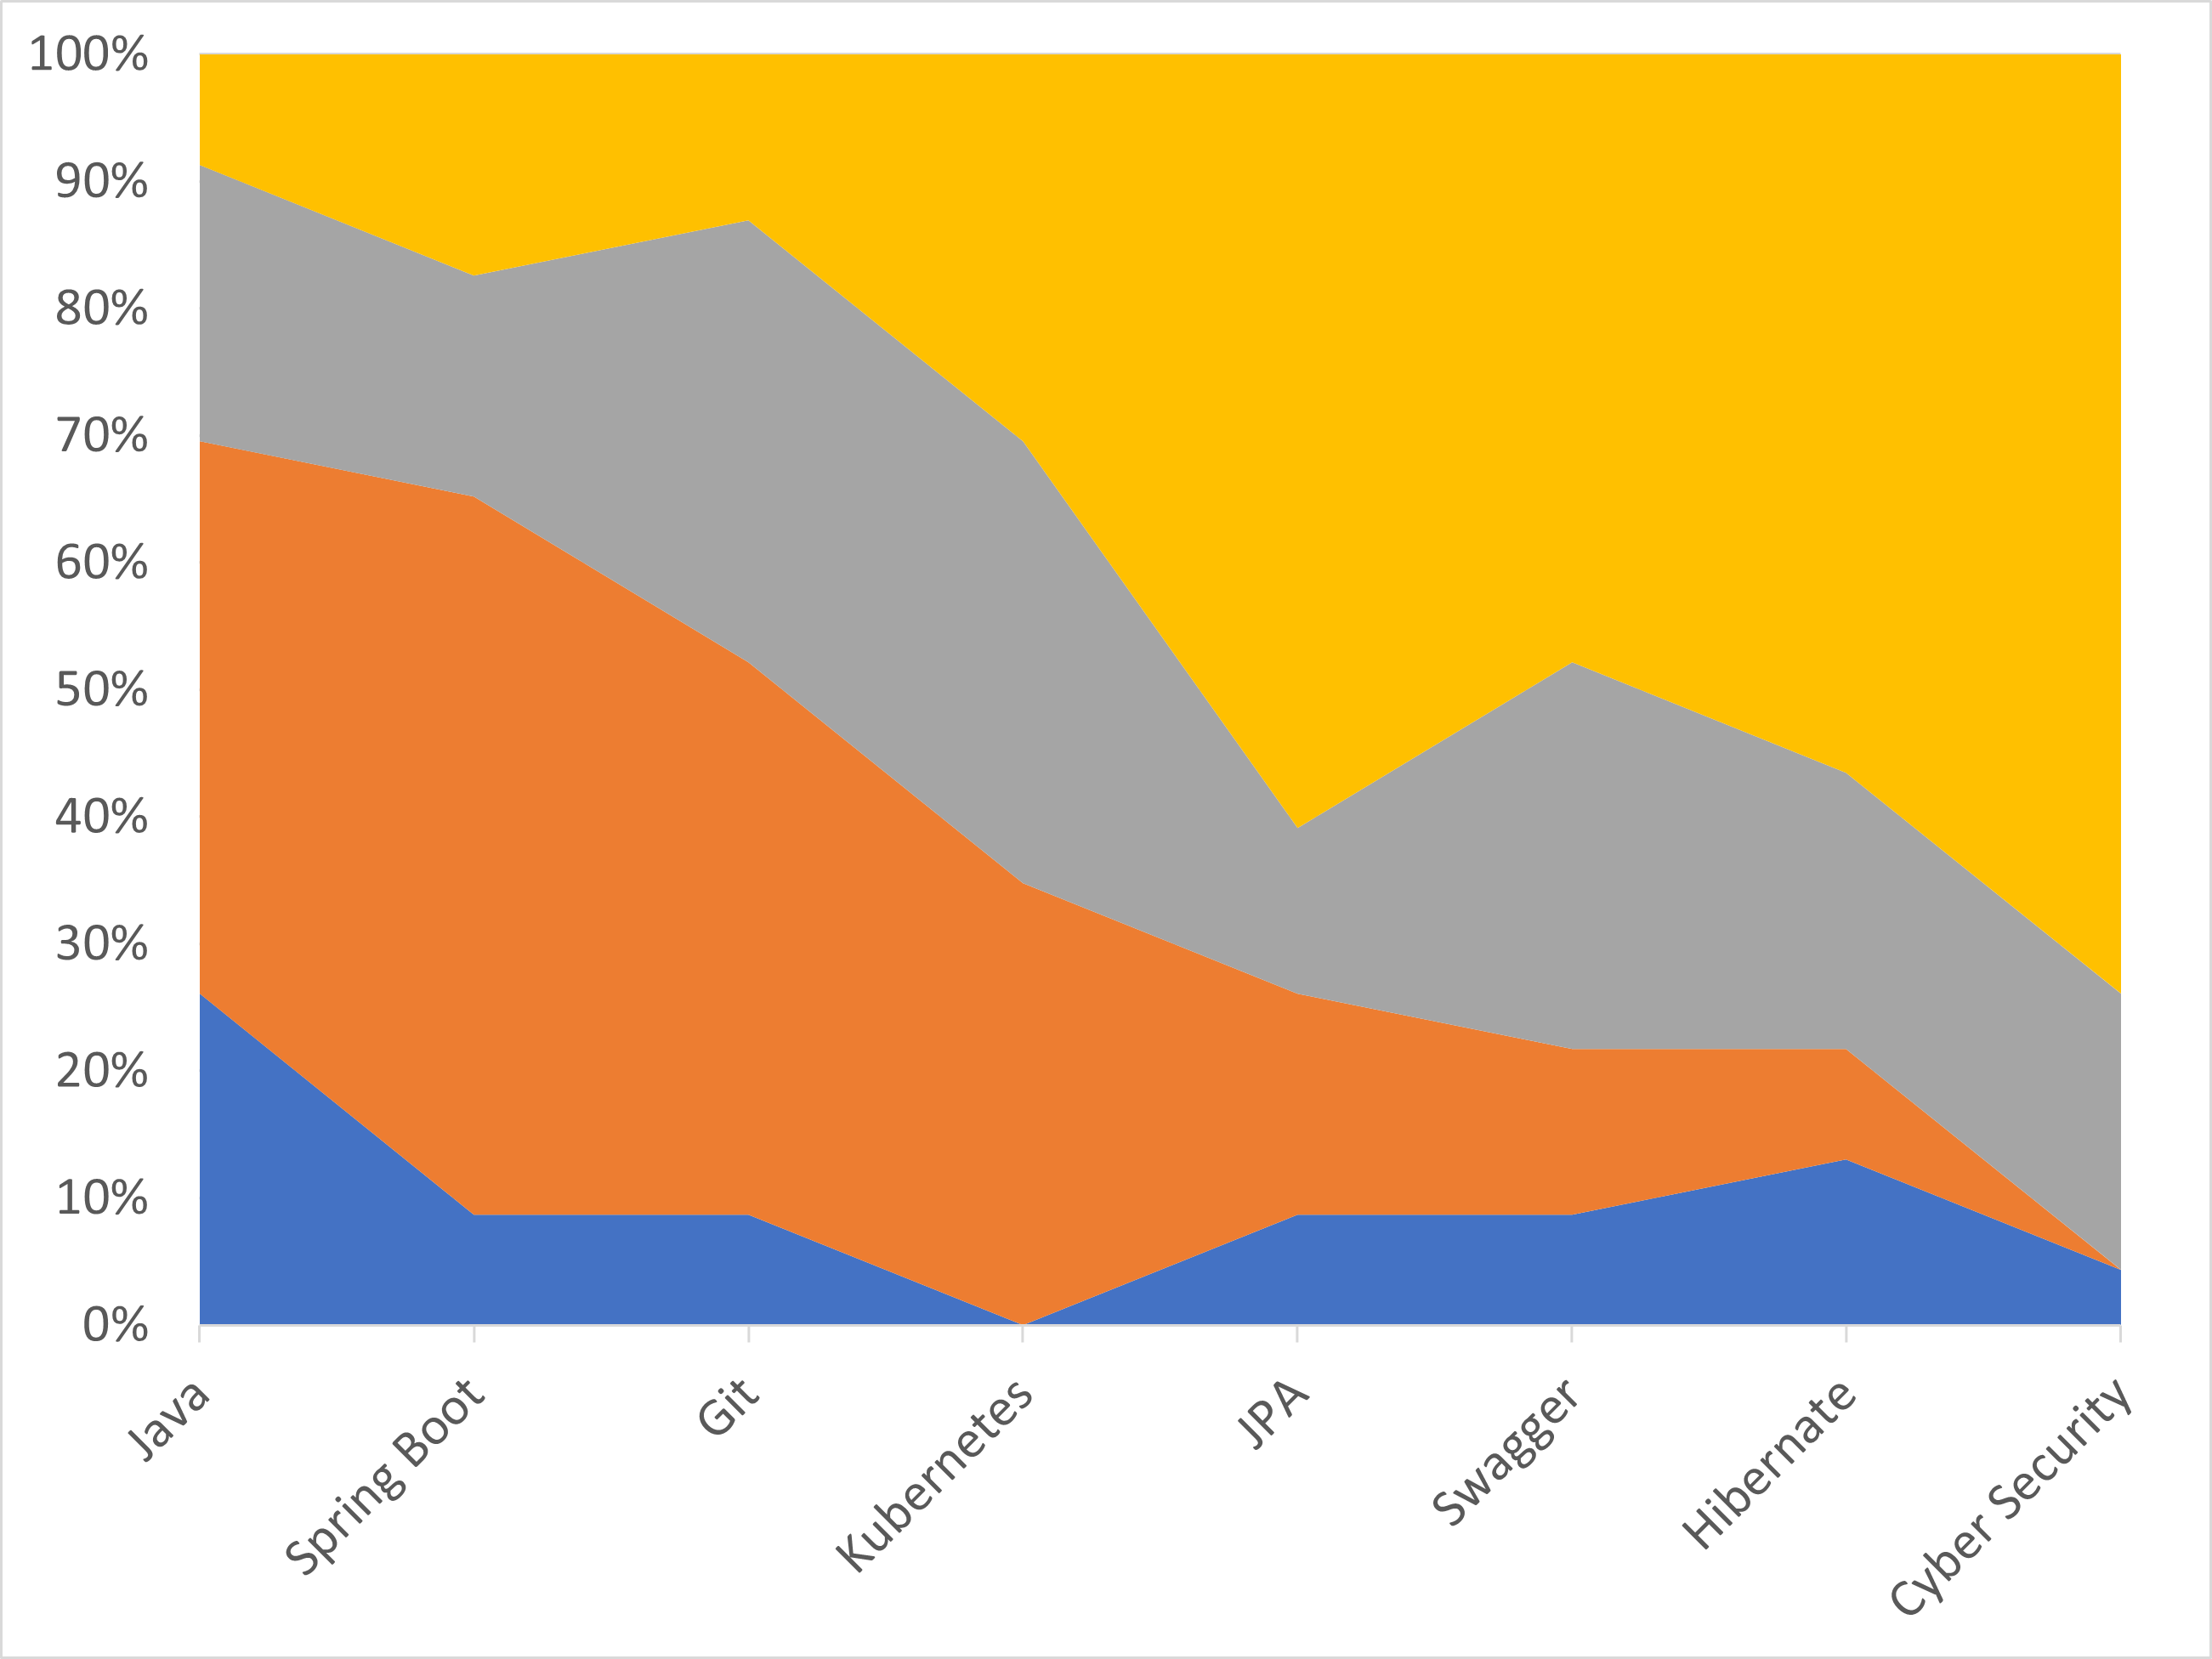 100%
90%
80%
70%
60%
50%
40%
30%
20%
10%
0%
Java
Spring Boot
Git
Kubernetes
JPA
Swagger
Hibernate
Cyber Security